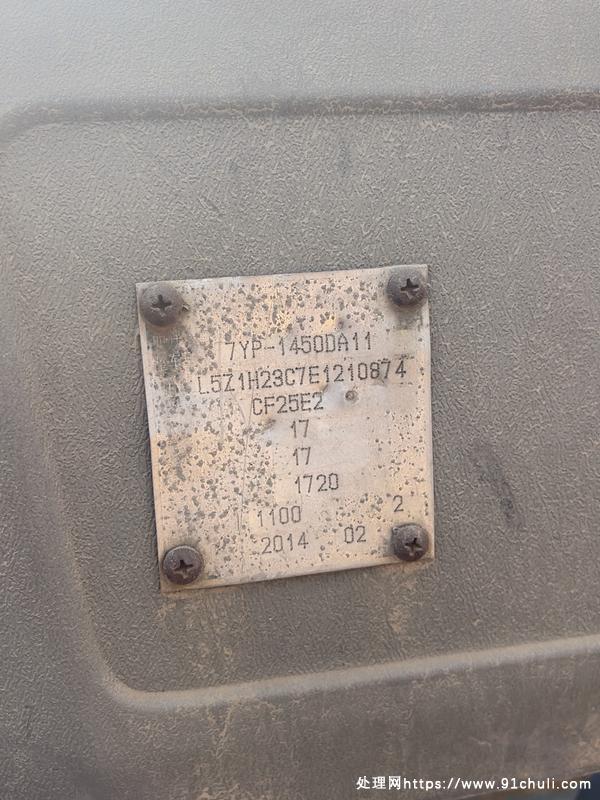 7YP-1450DA11
L5Z1H23C7E1210874
CF25E2
17
17
1720
1100 2
2014 02
处理网https://www.91chuli.com/